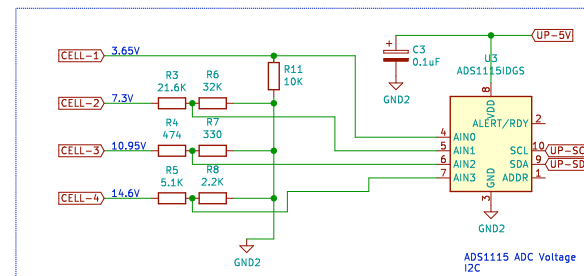 CELL-1 3.65V
R3
21.6K
R6
32K
R11
10K
CELL-2 7.3V
R4
474
R7
330
CELL-3 10.95V
R5
5.1K
R8
2.2K
CELL-4 14.6V
GND2
+
C3
0.1uF
GND2
UP-5V
U3
ADS1115IDGS
8
VDD
ALERT/RDY 2
4 AIN0
5 AIN1
6 AIN2
7 AIN3
SCL 10 UP-SC
SDA 9 UP-SD
ADDR 1
GND
3
GND2
ADS1115 ADC Voltage
I2C